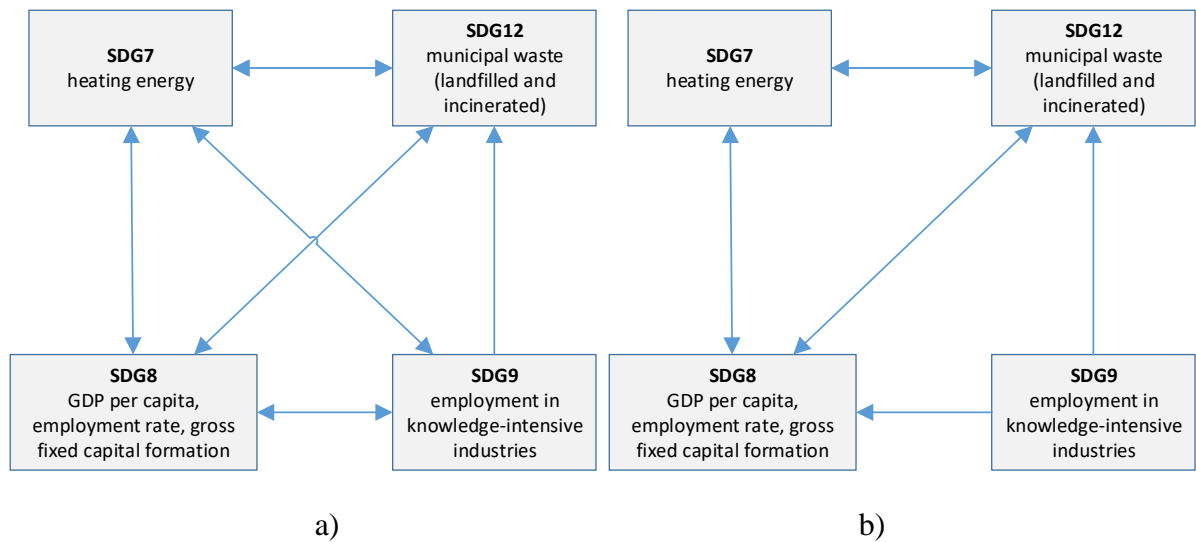 SDG7
heating energy
SDG12
municipal waste
(landfilled and
incinerated)
SDG8
GDP per capita,
employment rate, gross
fixed capital formation
SDG9
employment in
knowledge-intensive
industries
a)
SDG7
heating energy
SDG12
municipal waste
(landfilled and
incinerated)
SDG8
GDP per capita,
employment rate, gross
fixed capital formation
SDG9
employment in
knowledge-intensive
industries
b)